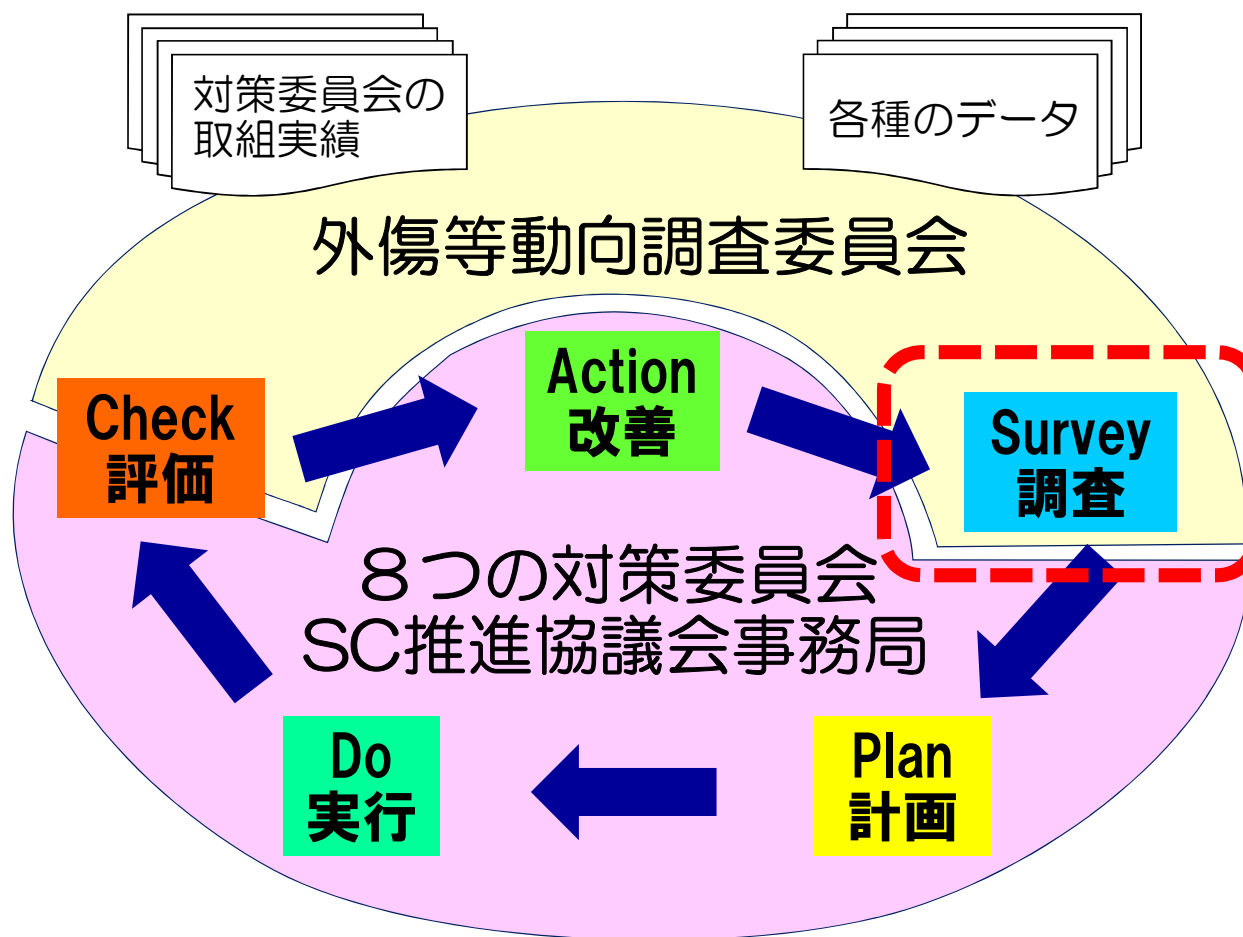 対策委員会の
取組実績
各種のデータ
外傷等動向調査委員会
Action
改善
Check
評価
Survey
調査
８つの対策委員会
SC推進協議会事務局
Do
実行
Plan
計画